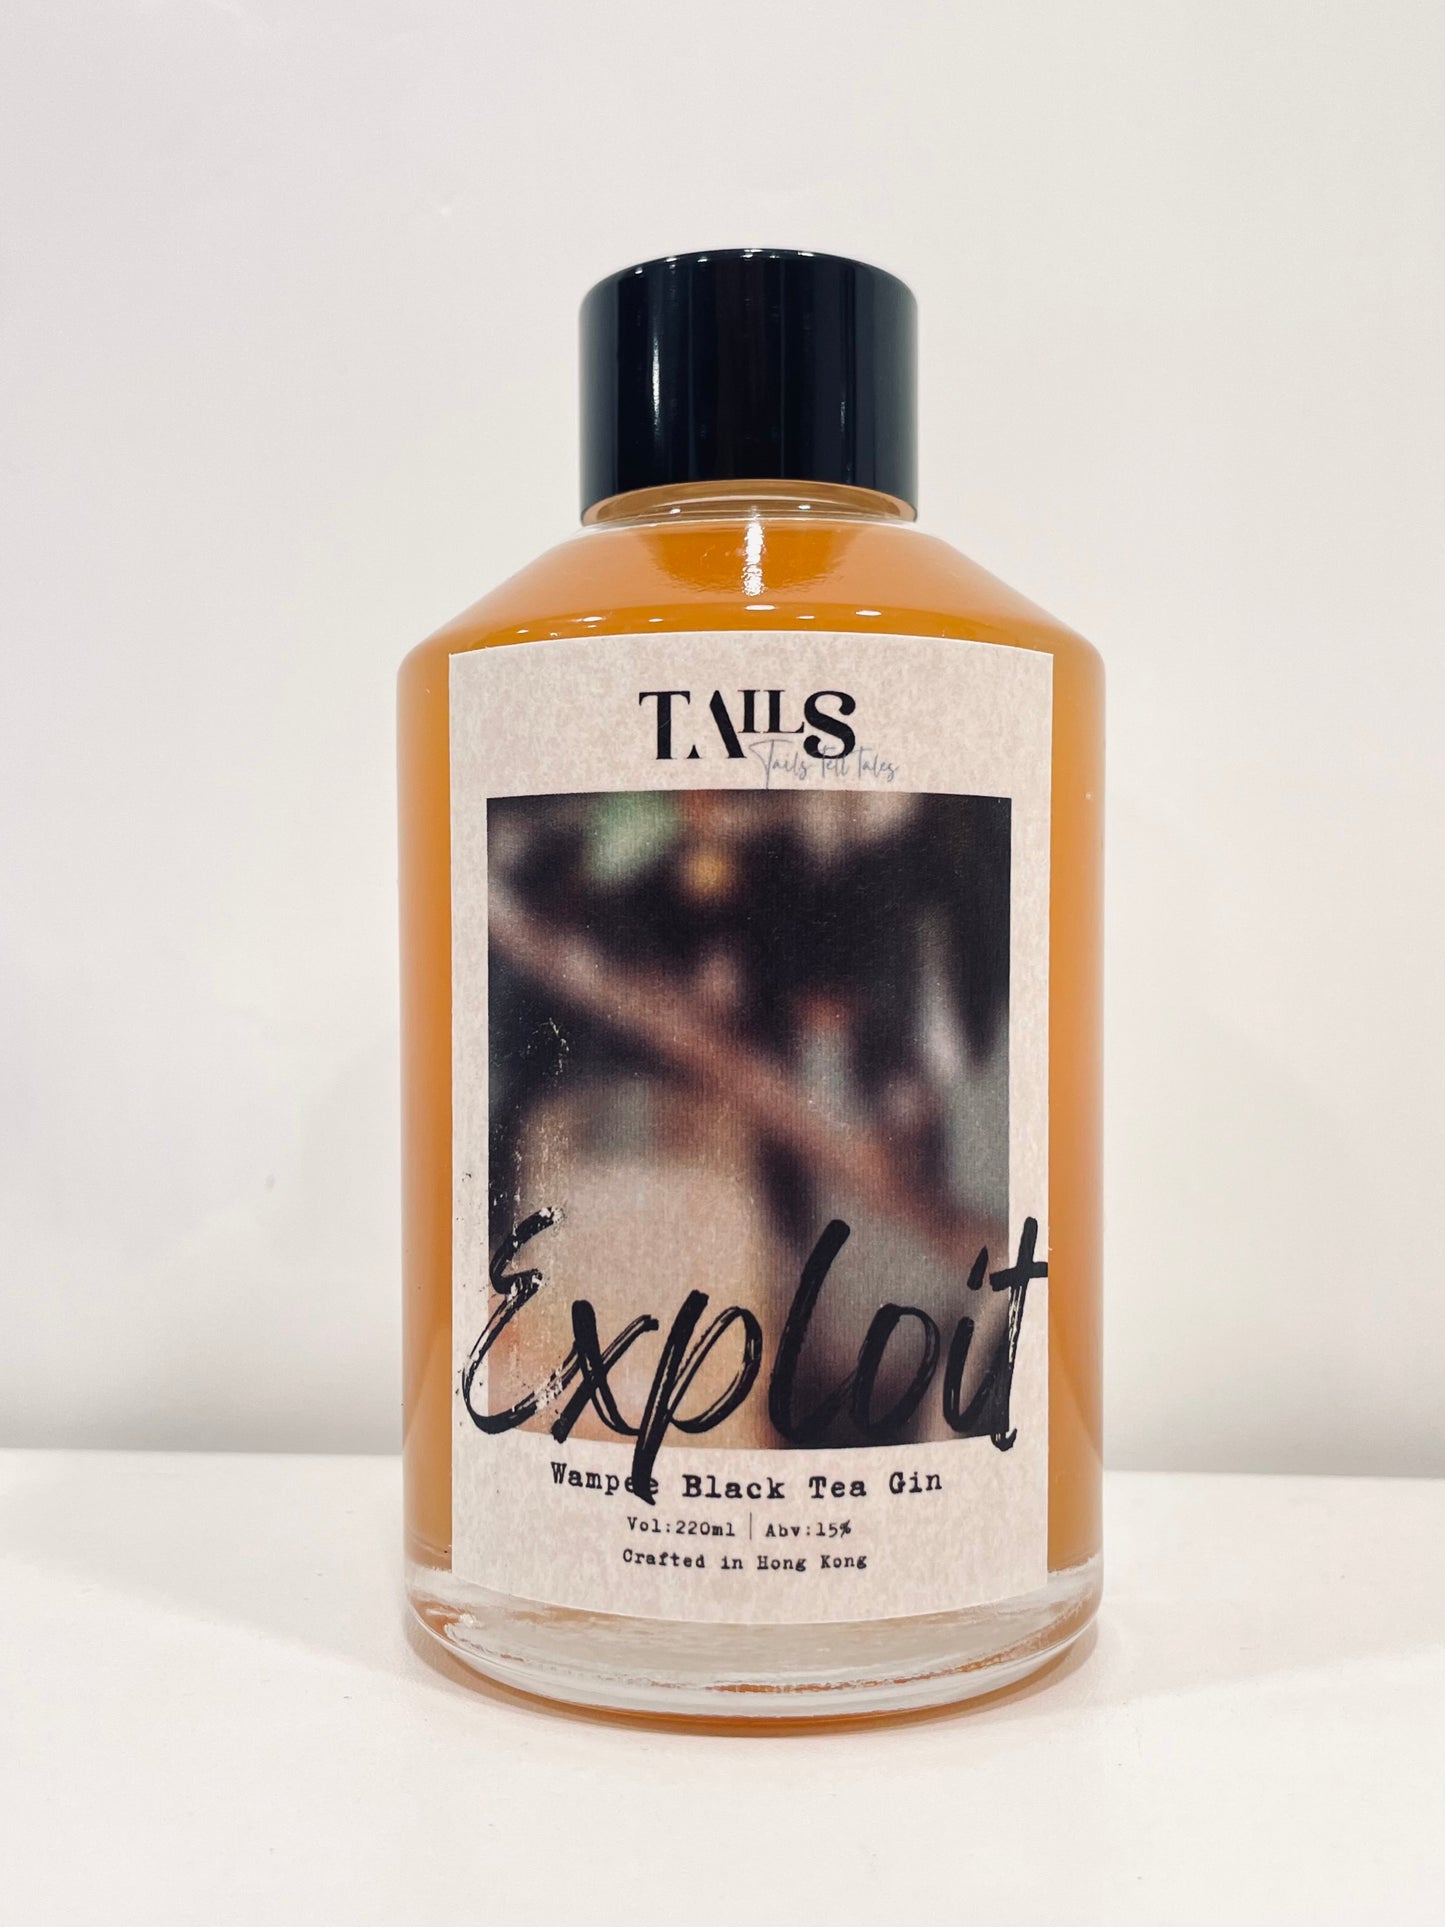 TAILS
Tails Tell Tales
Exploit
Wampee Black Tea Gin
Vol:220ml | Abv:15%
Crafted in Hong Kong